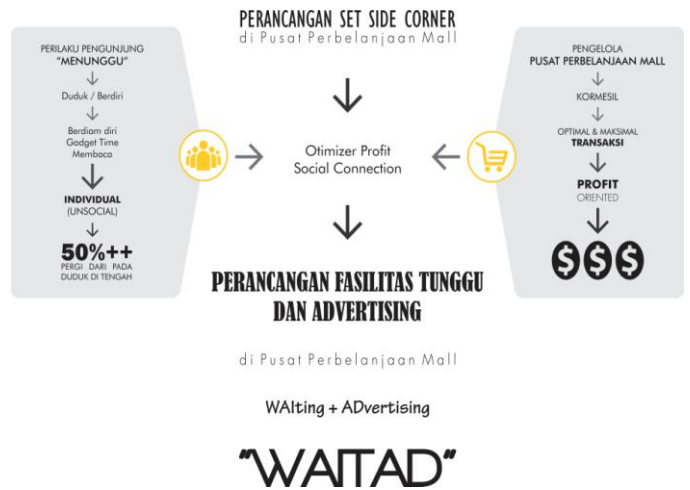 PERANCANGAN SET SIDE CORNER
di Pusat Perbelanjaan Mall
PERILAKU PENGUNJUNG
"MENUNGGU"
Duduk / Berdiri
Berdiam diri
Gadget Time
Membaca
INDIVIDUAL
(UNSOCIAL)
50%++
PERGI DARI PADA
DUDUK DI TENGAH
Otimizer Profit
Social Connection
PENGELOLA
PUSAT PERBELANJAAN MALL
KORMESIL
OPTIMAL & MAKSIMAL
TRANSAKSI
PROFIT
ORIENTED
$ $ $
PERANCANGAN FASILITAS TUNGGU
DAN ADVERTISING
di Pusat Perbelanjaan Mall
WAIting + ADvertising
"WAITAD"